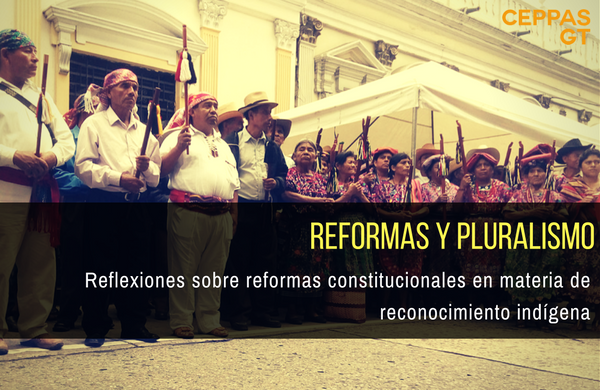 CEPPAS
GT
REFORMAS Y PLURALISMO
Reflexiones sobre reformas constitucionales en materia de
reconocimiento indígena